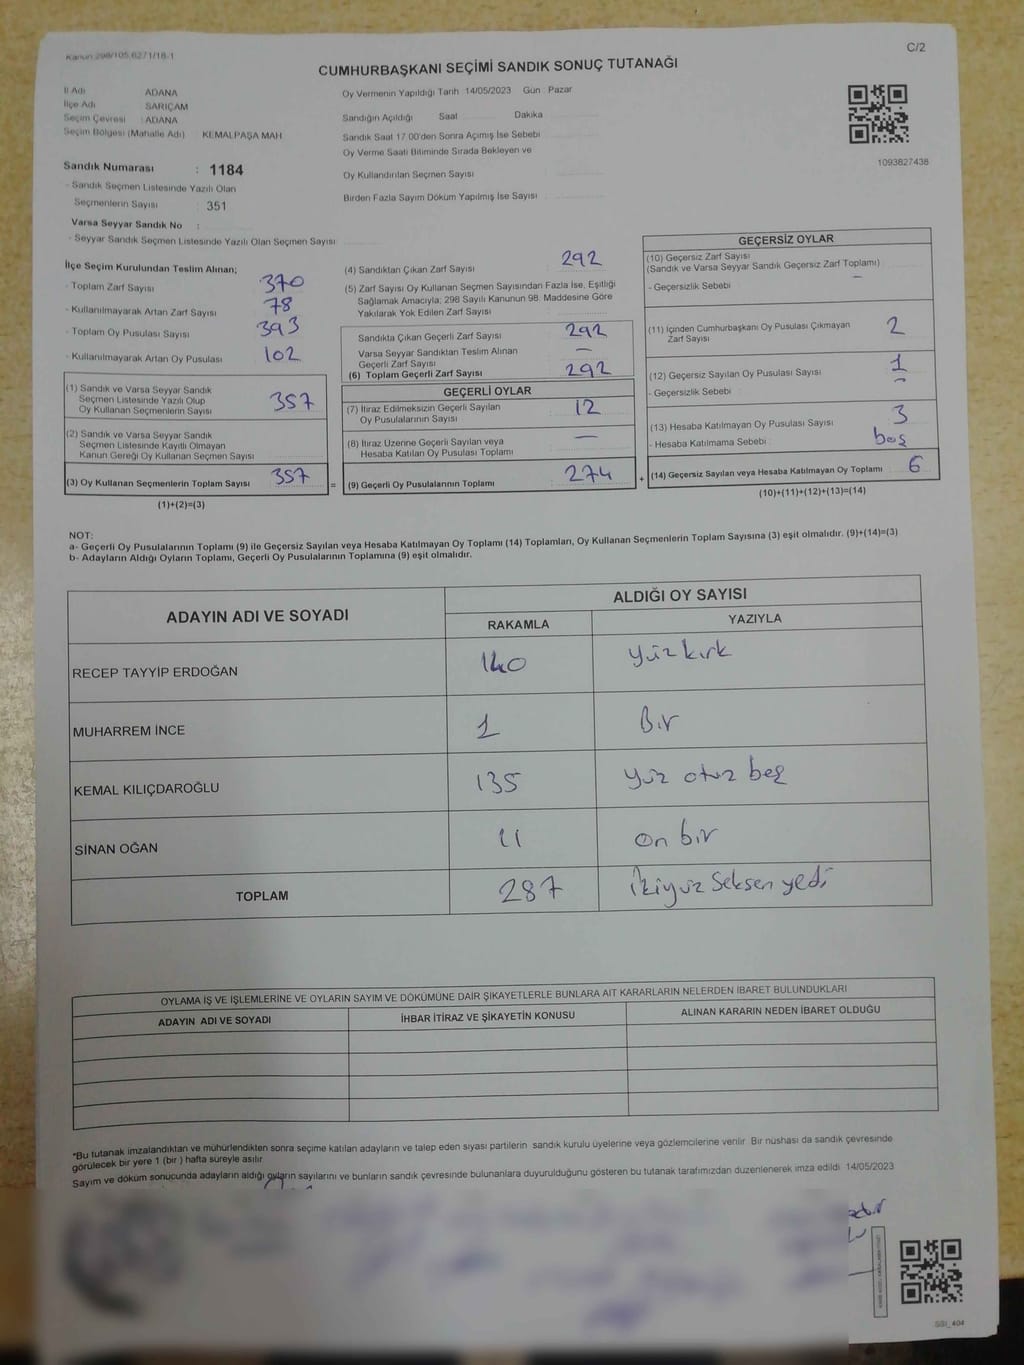 Kanun 298/105,6271/18-1
C/2
CUMHURBAŞKANI SEÇİMİ SANDIK SONUÇ TUTANAĞI
İl Adı ADANA
İlçe Adı SARIÇAM
Seçim Çevresi : ADANA
Seçim Bölgesi (Mahalle Adı) KEMALPAŞA MAH
Sandık Numarası : 1184
- Sandık Seçmen Listesinde Yazılı Olan
Seçmenlerin Sayısı : 351
Varsa Seyyar Sandık No :
- Seyyar Sandık Seçmen Listesinde Yazılı Olan Seçmen Sayısı
Oy Vermenin Yapıldığı Tarih 14/05/2023 Gün : Pazar
Sandığın Açıldığı Saat Dakika
Sandık Saat 17.00'den Sonra Açımış İse Sebebi
Oy Verme Saati Bitiminde Sırada Bekleyen ve
Oy Kullandırılan Seçmen Sayısı
Birden Fazla Sayım Döküm Yapılmış İse Sayısı
1093827438
İlçe Seçim Kurulundan Teslim Alınan;
- Toplam Zarf Sayısı 370
- Kullanılmayarak Artan Zarf Sayısı 78
- Toplam Oy Pusulası Sayısı 393
- Kullanılmayarak Artan Oy Pusulası 102
(1) Sandık ve Varsa Seyyar Sandık
Seçmen Listesinde Yazılı Olup
Oy Kullanan Seçmenlerin Sayısı 357
(2) Sandık ve Varsa Seyyar Sandık
Seçmen Listesinde Kayıtlı Olmayan
Kanun Gereği Oy Kullanan Seçmen Sayısı
(3) Oy Kullanan Seçmenlerin Toplam Sayısı 357
(1)+(2)=(3)
=
(4) Sandıktan Çıkan Zarf Sayısı 292
(5) Zarf Sayısı Oy Kullanan Seçmen Sayısından Fazla İse, Eşitliği
Sağlamak Amacıyla; 298 Sayılı Kanunun 98. Maddesine Göre
Yakılarak Yok Edilen Zarf Sayısı
Sandıkta Çıkan Geçerli Zarf Sayısı 292
Varsa Seyyar Sandıktan Teslim Alınan
Geçerli Zarf Sayısı —
(6) Toplam Geçerli Zarf Sayısı 292
GEÇERLİ OYLAR
(7) İtiraz Edilmeksizin Geçerli Sayılan
Oy Pusulalarının Sayısı 12
(8) İtiraz Üzerine Geçerli Sayılan veya
Hesaba Katılan Oy Pusulası Toplamı —
(9) Geçerli Oy Pusulalarının Toplamı 274
+
GEÇERSİZ OYLAR
(10) Geçersiz Zarf Sayısı
(Sandık ve Varsa Seyyar Sandık Geçersiz Zarf Toplamı) —
- Geçersizlik Sebebi
(11) İçinden Cumhurbaşkanı Oy Pusulası Çıkmayan
Zarf Sayısı 2
(12) Geçersiz Sayılan Oy Pusulası Sayısı 1
- Geçersizlik Sebebi —
(13) Hesaba Katılmayan Oy Pusulası Sayısı 3
- Hesaba Katılmama Sebebi boş
(14) Geçersiz Sayılan veya Hesaba Katılmayan Oy Toplamı 6
(10)+(11)+(12)+(13)=(14)
NOT:
a- Geçerli Oy Pusulalarının Toplamı (9) ile Geçersiz Sayılan veya Hesaba Katılmayan Oy Toplamı (14) Toplamları, Oy Kullanan Seçmenlerin Toplam Sayısına (3) eşit olmalıdır. (9)+(14)=(3)
b- Adayların Aldığı Oyların Toplamı, Geçerli Oy Pusulalarının Toplamına (9) eşit olmalıdır.
ADAYIN ADI VE SOYADI
ALDIĞI OY SAYISI
RAKAMLA YAZIYLA
RECEP TAYYİP ERDOĞAN 140 yüz kırk
MUHARREM İNCE 1 Bir
KEMAL KILIÇDAROĞLU 135 yüz otuz beş
SİNAN OĞAN 11 on bir
TOPLAM 287 İkiyüz Seksen yedi
OYLAMA İŞ VE İŞLEMLERİNE VE OYLARIN SAYIM VE DÖKÜMÜNE DAİR ŞİKAYETLERLE BUNLARA AİT KARARLARIN NELERDEN İBARET BULUNDUKLARI
ADAYIN ADI VE SOYADI İHBAR İTİRAZ VE ŞİKAYETİN KONUSU ALINAN KARARIN NEDEN İBARET OLDUĞU
*Bu tutanak imzalandıktan ve mühürlendikten sonra seçime katılan adayların ve talep eden siyasi partilerin sandık kurulu üyelerine veya gözlemcilerine verilir. Bir nüshası da sandık çevresinde
görülecek bir yere 1 (bir ) hafta süreyle asılır.
Sayım ve döküm sonucunda adayların aldığı oyların sayılarını ve bunların sandık çevresinde bulunanlara duyurulduğunu gösteren bu tutanak tarafımızdan düzenlenerek imza edildi. 14/05/2023
SSI_404